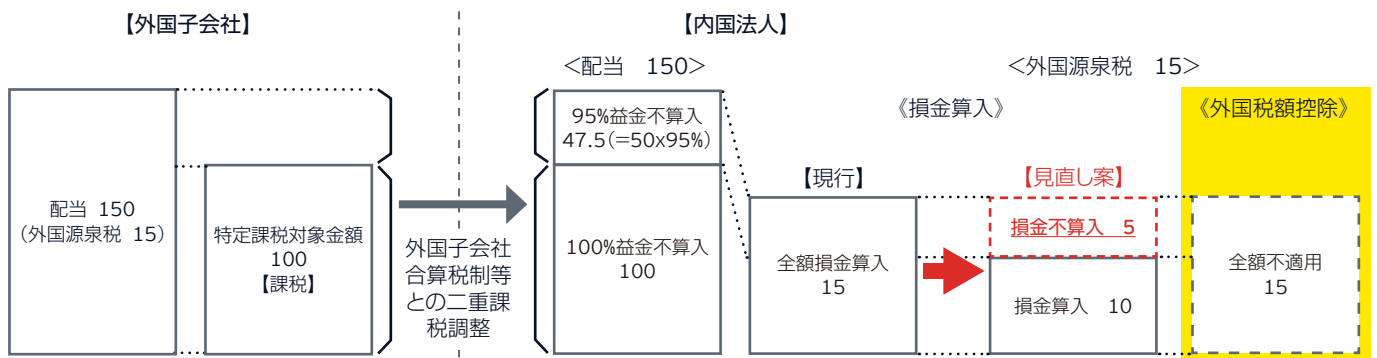 【外国子会社】
【内国法人】
＜配当　150＞
＜外国源泉税　15＞
《損金算入》
《外国税額控除》
配当 150
（外国源泉税 15）
特定課税対象金額
100
【課税】
外国子会社
合算税制等
との二重課
税調整
95%益金不算入
47.5（=50x95%）
100%益金不算入
100
【現行】
全額損金算入
15
【見直し案】
損金不算入　5
損金算入　10
全額不適用
15